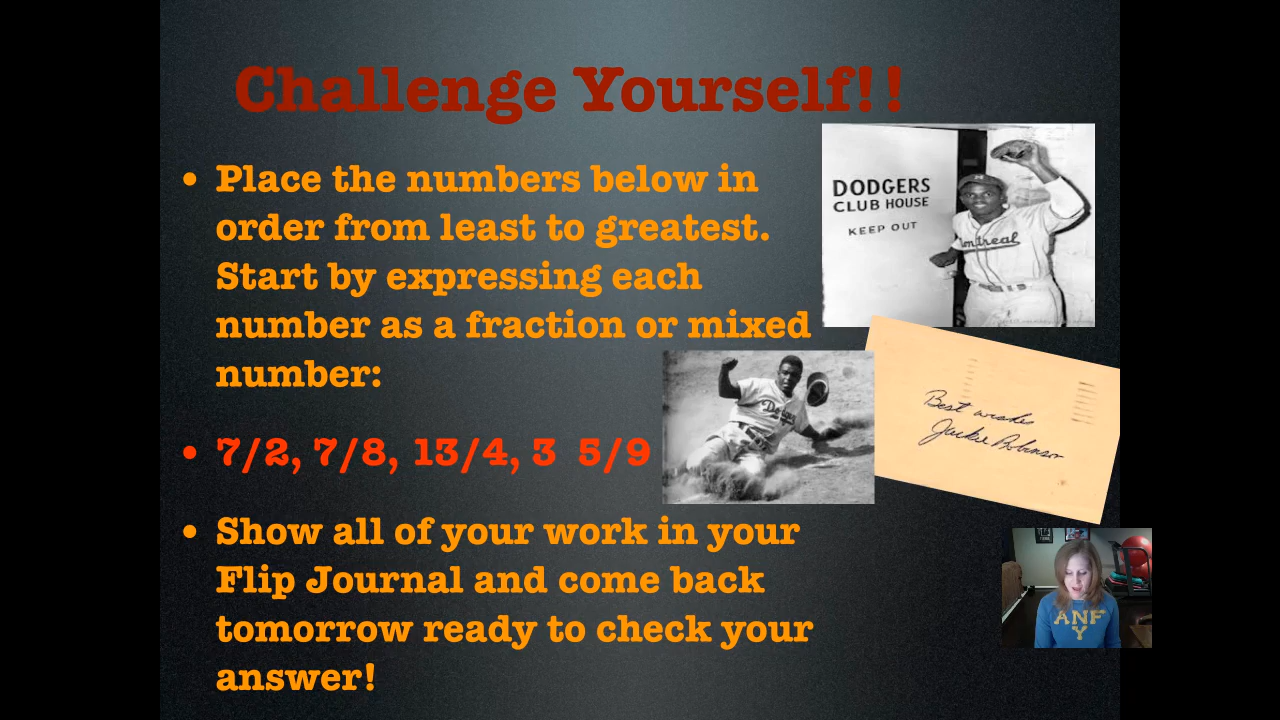 Challenge Yourself!!
• Place the numbers below in
order from least to greatest.
Start by expressing each
number as a fraction or mixed
number:
• 7/2, 7/8, 13/4, 3 5/9
• Show all of your work in your
Flip Journal and come back
tomorrow ready to check your
answer!
DODGERS
CLUB HOUSE
KEEP OUT
Montreal
Dodgers
Best wishes
Jackie Robinson
ANF
Y